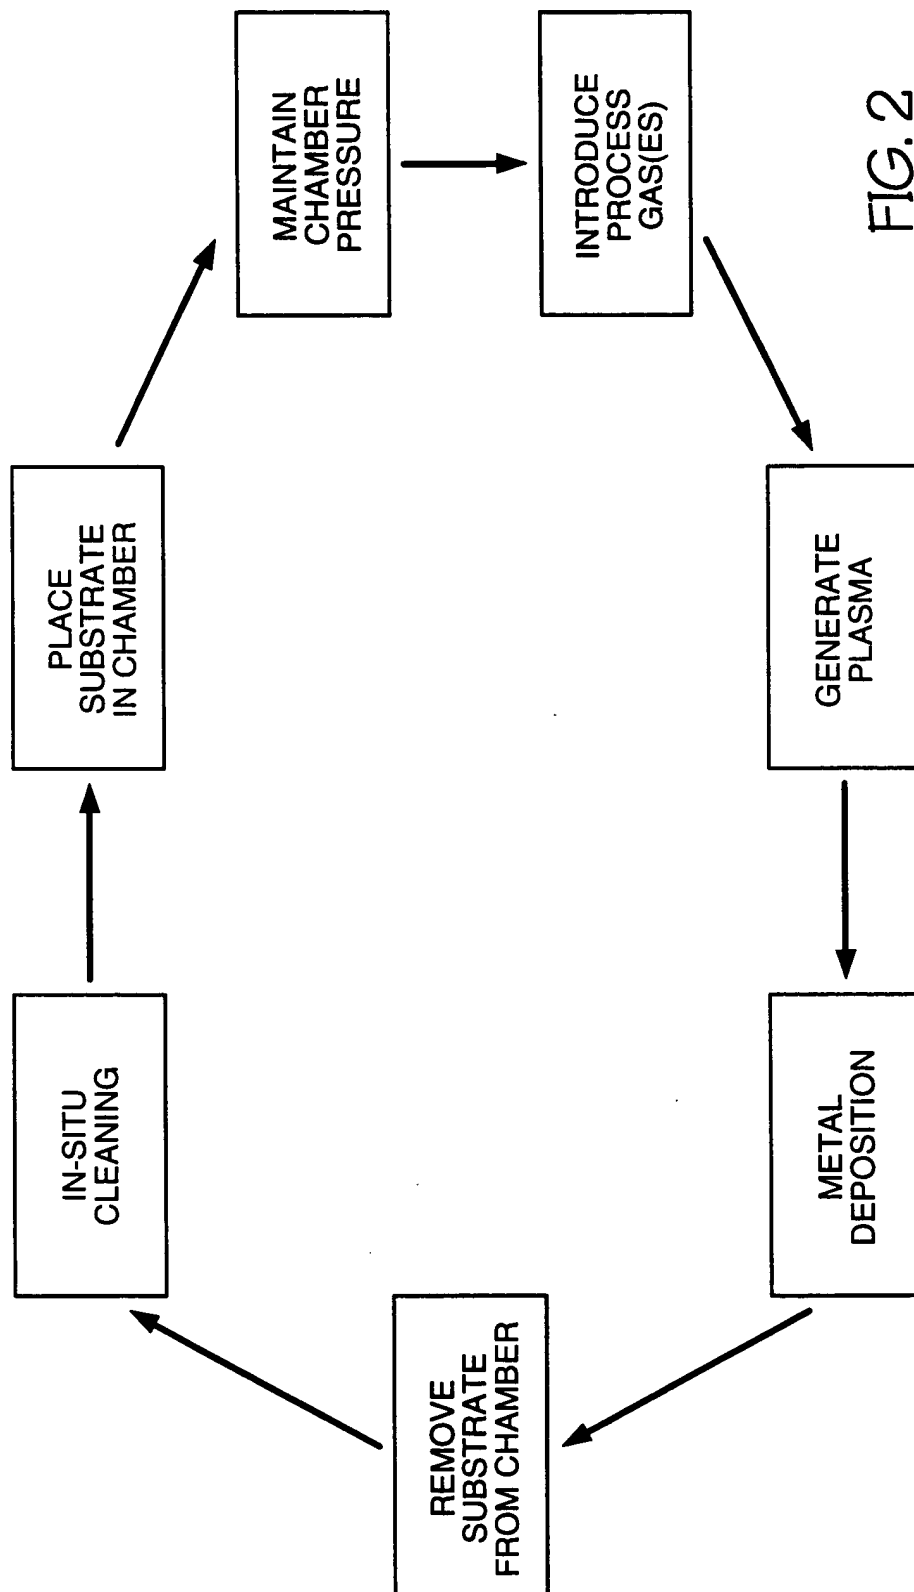 IN-SITU
CLEANING
PLACE
SUBSTRATE
IN CHAMBER
MAINTAIN
CHAMBER
PRESSURE
INTRODUCE
PROCESS
GAS(ES)
GENERATE
PLASMA
METAL
DEPOSITION
REMOVE
SUBSTRATE
FROM CHAMBER
FIG. 2